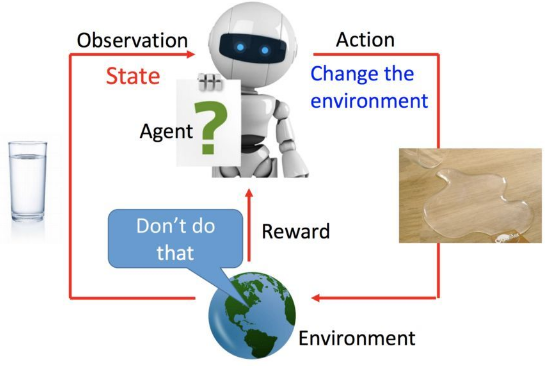 Observation
Action
State
Change the
environment
Agent
?
Don't do
that
Reward
Environment